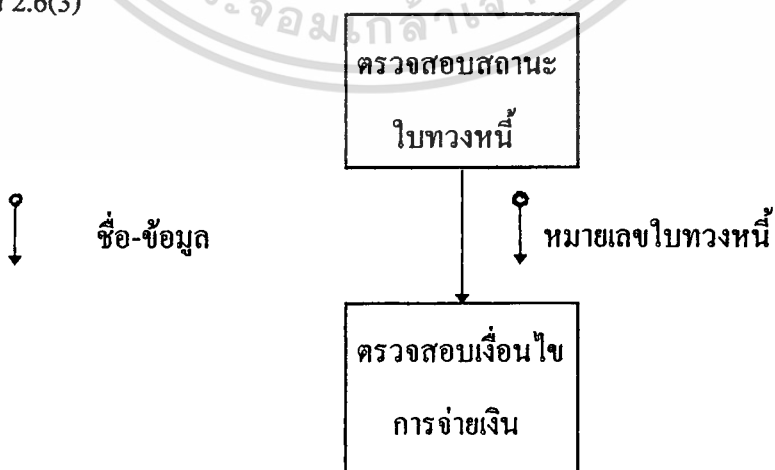 2.6(3)
ตรวจสอบสถานะ
ใบทวงหนี้
ชื่อ-ข้อมูล
หมายเลขใบทวงหนี้
ตรวจสอบเงื่อนไข
การจ่ายเงิน